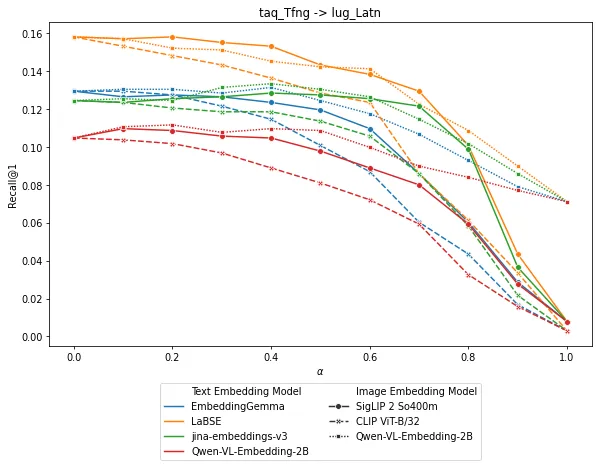 taq_Tfng -> lug_Latn
Recall@1
0.16
0.14
0.12
0.10
0.08
0.06
0.04
0.02
0.00
0.0 0.2 0.4 0.6 0.8 1.0
α
Text Embedding Model
EmbeddingGemma
LaBSE
jina-embeddings-v3
Qwen-VL-Embedding-2B
Image Embedding Model
SigLIP 2 So400m
CLIP ViT-B/32
Qwen-VL-Embedding-2B